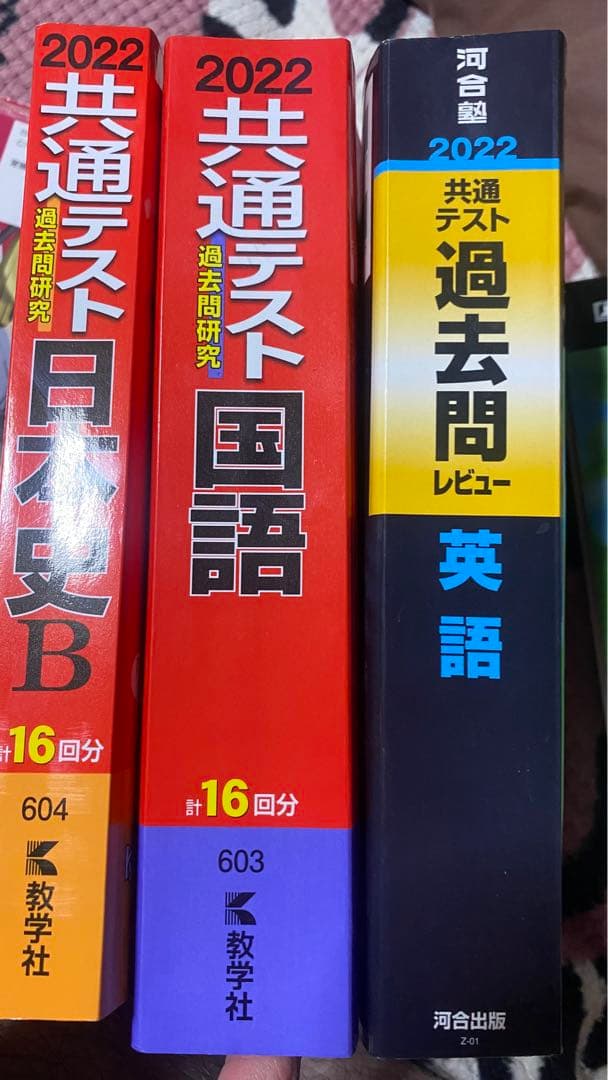 2022
共通テスト
過去問研究
日本史B
計16回分
604
教学社
2022
共通テスト
過去問研究
国語
計16回分
603
教学社
河合塾
2022
共通
テスト
過去問
レビュー
英語
河合出版
Z-01